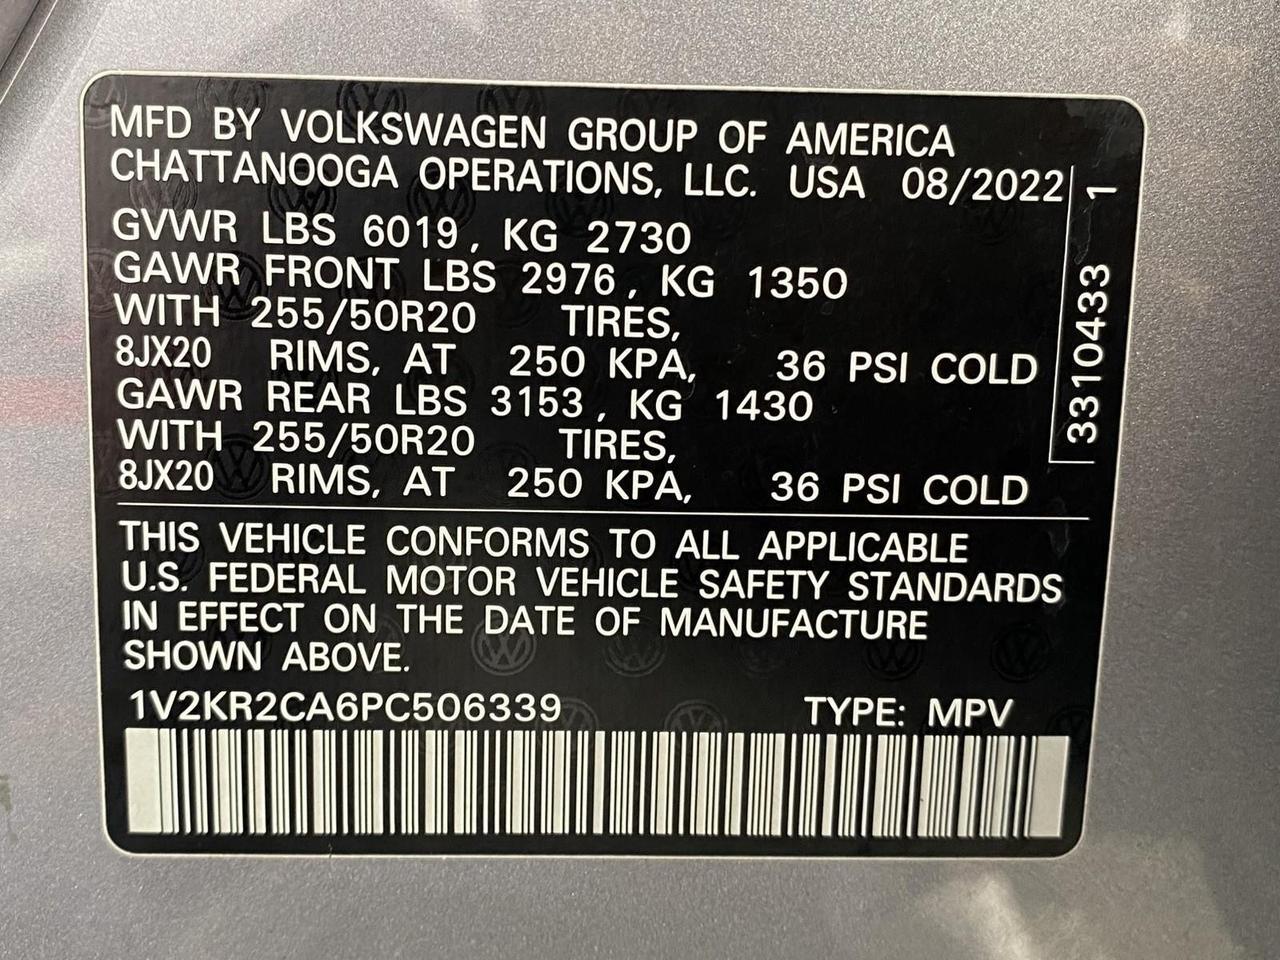 MFD BY VOLKSWAGEN GROUP OF AMERICA
CHATTANOOGA OPERATIONS, LLC. USA 08/2022
GVWR LBS 6019, KG 2730
GAWR FRONT LBS 2976, KG 1350
WITH 255/50R20 TIRES,
8JX20 RIMS, AT 250 KPA, 36 PSI COLD
GAWR REAR LBS 3153, KG 1430
WITH 255/50R20 TIRES,
8JX20 RIMS, AT 250 KPA, 36 PSI COLD
3310433 1
THIS VEHICLE CONFORMS TO ALL APPLICABLE
U.S. FEDERAL MOTOR VEHICLE SAFETY STANDARDS
IN EFFECT ON THE DATE OF MANUFACTURE
SHOWN ABOVE.
1V2KR2CA6PC506339 TYPE: MPV